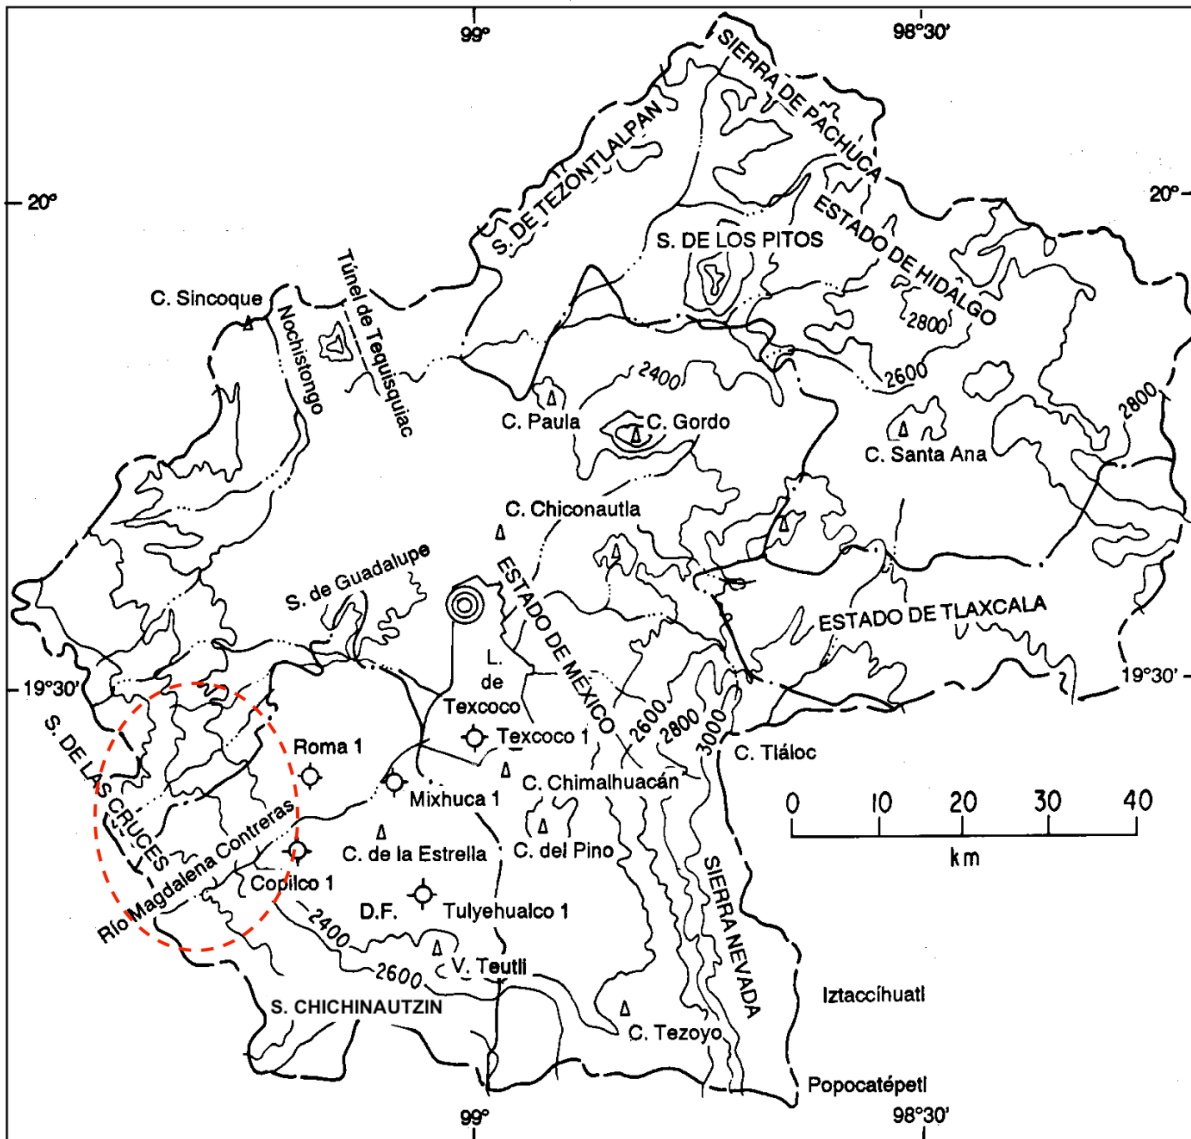 99°
98°30'
SIERRA DE PACHUCA
20°
20°
S. DE TEZONTLALPAN
ESTADO DE HIDALGO
S. DE LOS PITOS
Túnel de Tequisquiac
C. Sincoque
Nochistongo
2800
2600
2400
2800
C. Paula
C. Gordo
C. Santa Ana
C. Chiconautla
S. de Guadalupe
ESTADO DE MÉXICO
ESTADO DE TLAXCALA
L.
de
Texcoco
19°30'
19°30'
S. DE LAS CRUCES
2600
2800
3000
Roma 1
Texcoco 1
C. Tláloc
Mixhuca 1
C. Chimalhuacán
0 10 20 30 40
km
Río Magdalena Contreras
C. de la Estrella
C. del Pino
Copilco 1
D.F.
Tulyehualco 1
SIERRA NEVADA
2400
2600
V. Teutli
S. CHICHINAUTZIN
C. Tezoyo
Iztaccíhuatl
Popocatépetl
99°
98°30'